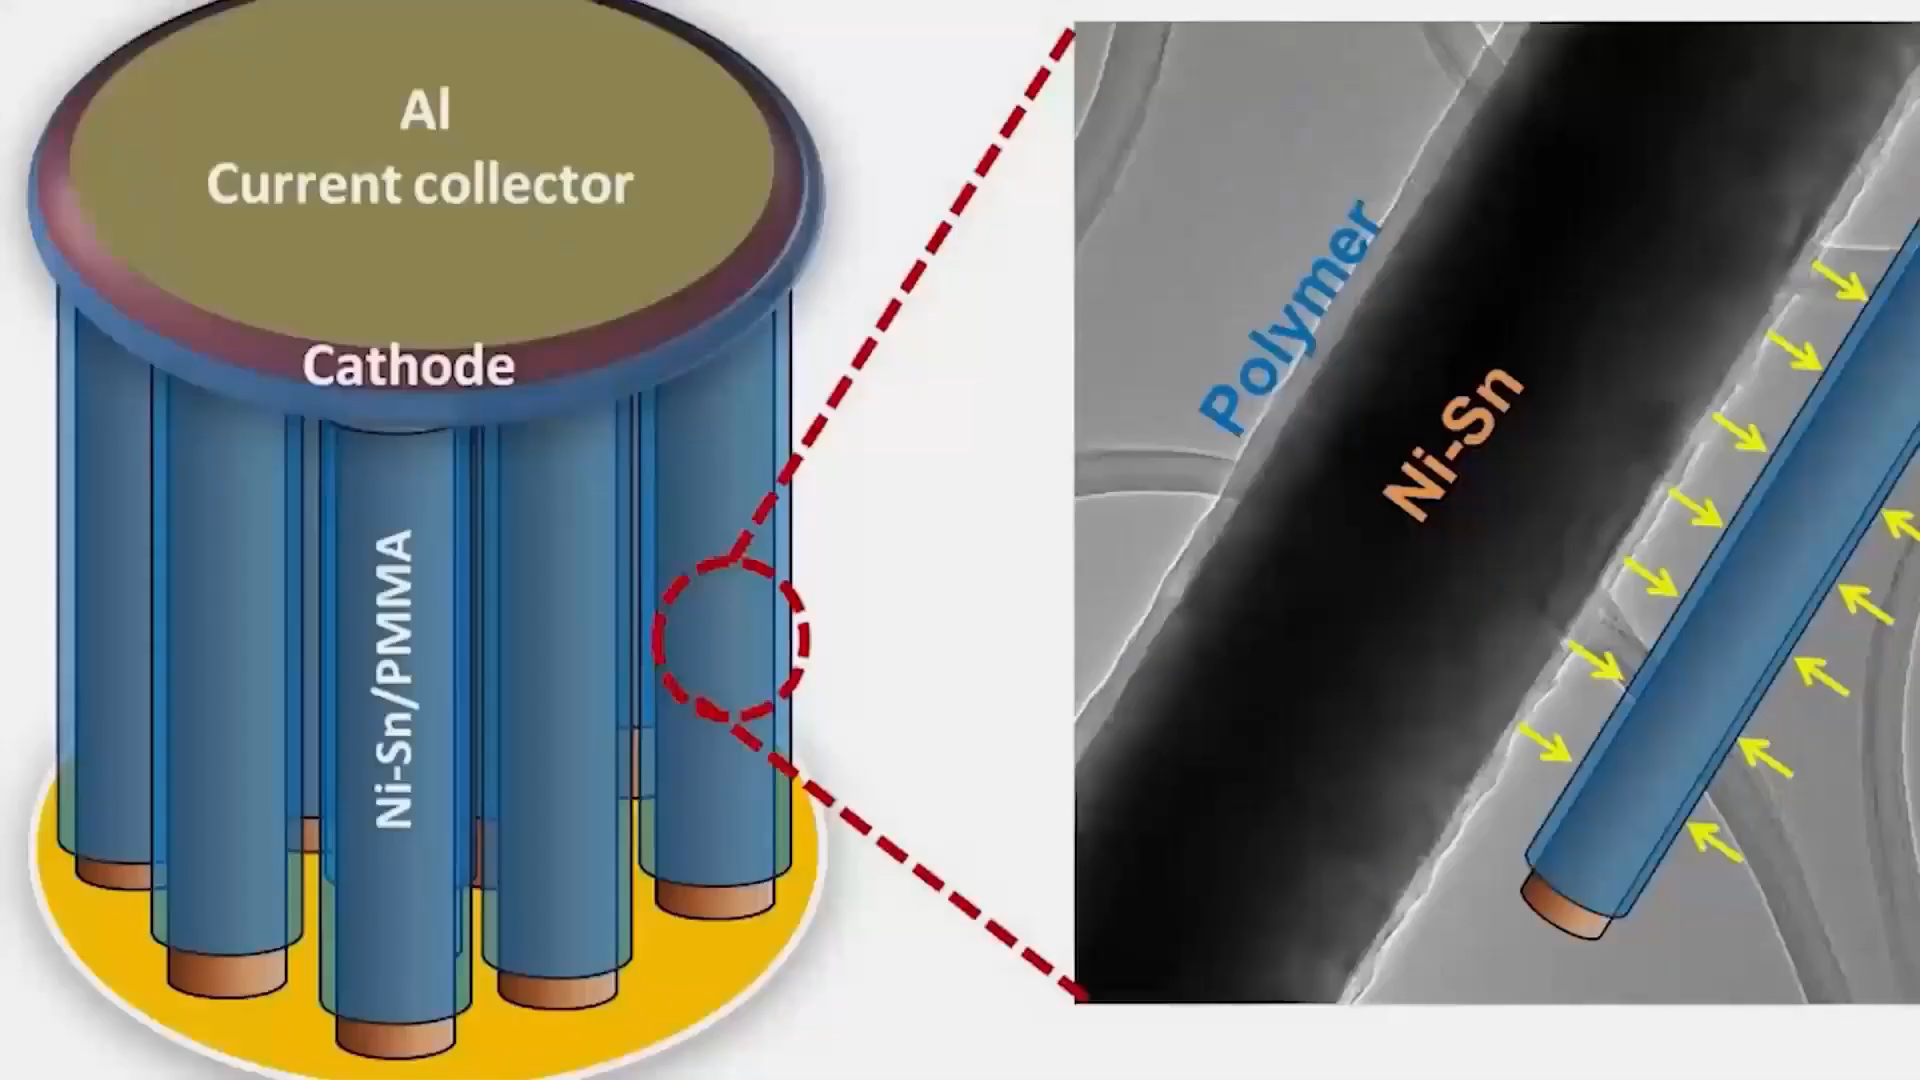 Al
Current collector
Cathode
Ni-Sn/PMMA
Polymer
Ni-Sn